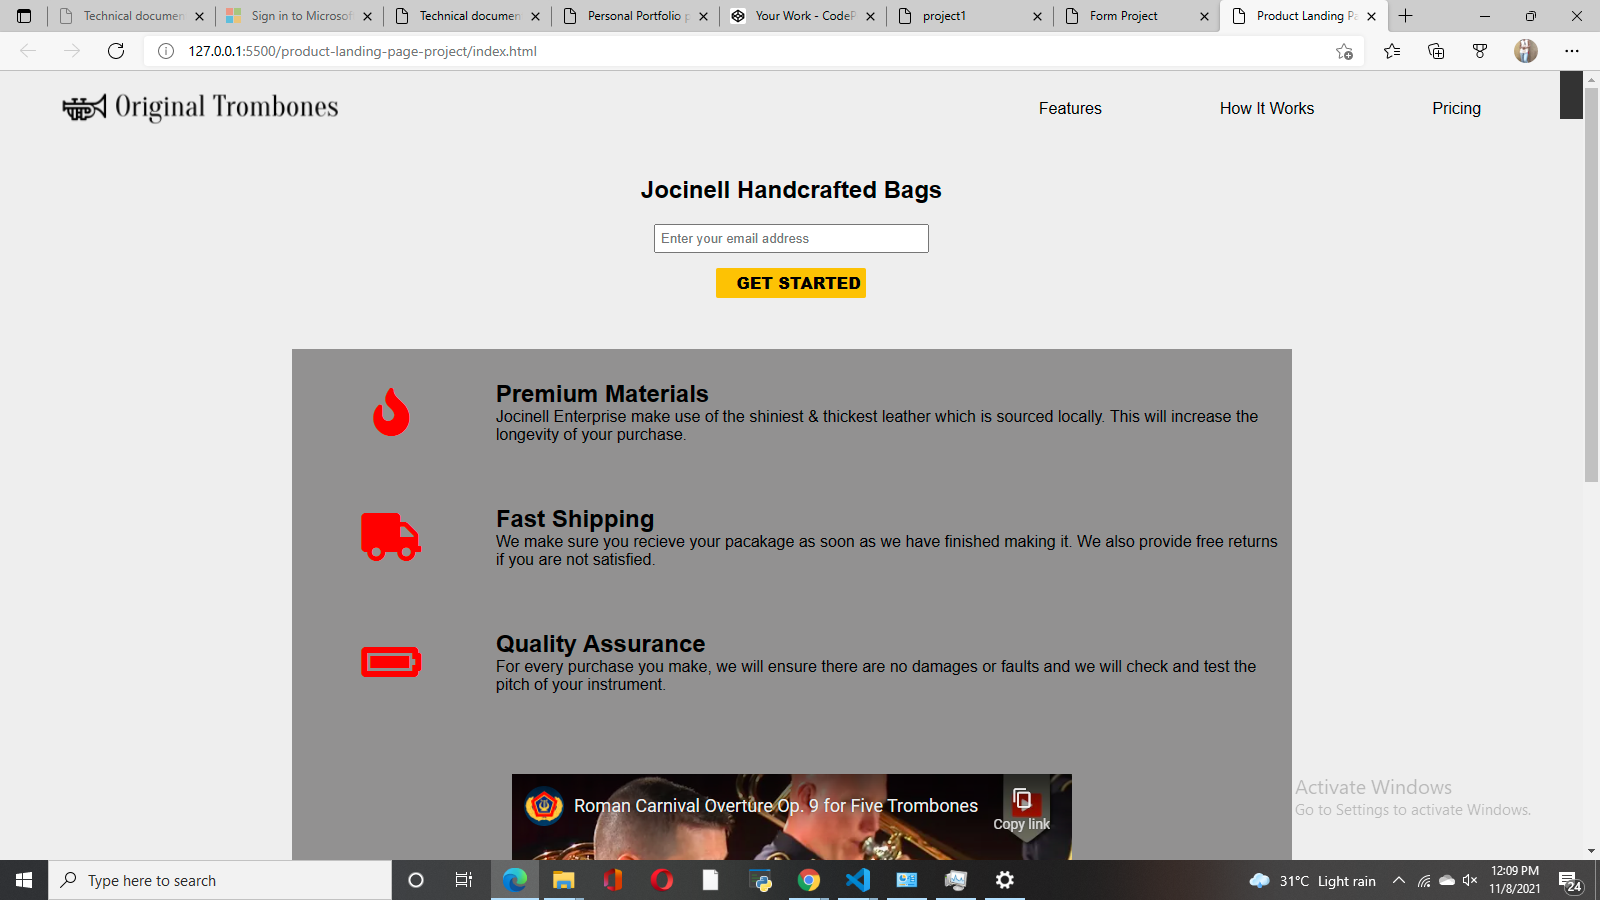 Technical documen
Sign in to Microsof
Technical documen
Personal Portfolio p
Your Work - CodeP
project1
Form Project
Product Landing Pa
127.0.0.1:5500/product-landing-page-project/index.html
Original Trombones
Features
How It Works
Pricing
Jocinell Handcrafted Bags
Enter your email address
GET STARTED
Premium Materials
Jocinell Enterprise make use of the shiniest & thickest leather which is sourced locally. This will increase the
longevity of your purchase.
Fast Shipping
We make sure you recieve your pacakage as soon as we have finished making it. We also provide free returns
if you are not satisfied.
Quality Assurance
For every purchase you make, we will ensure there are no damages or faults and we will check and test the
pitch of your instrument.
Roman Carnival Overture Op. 9 for Five Trombones
Copy link
Activate Windows
Go to Settings to activate Windows.
Type here to search
31°C Light rain
12:09 PM
11/8/2021
24